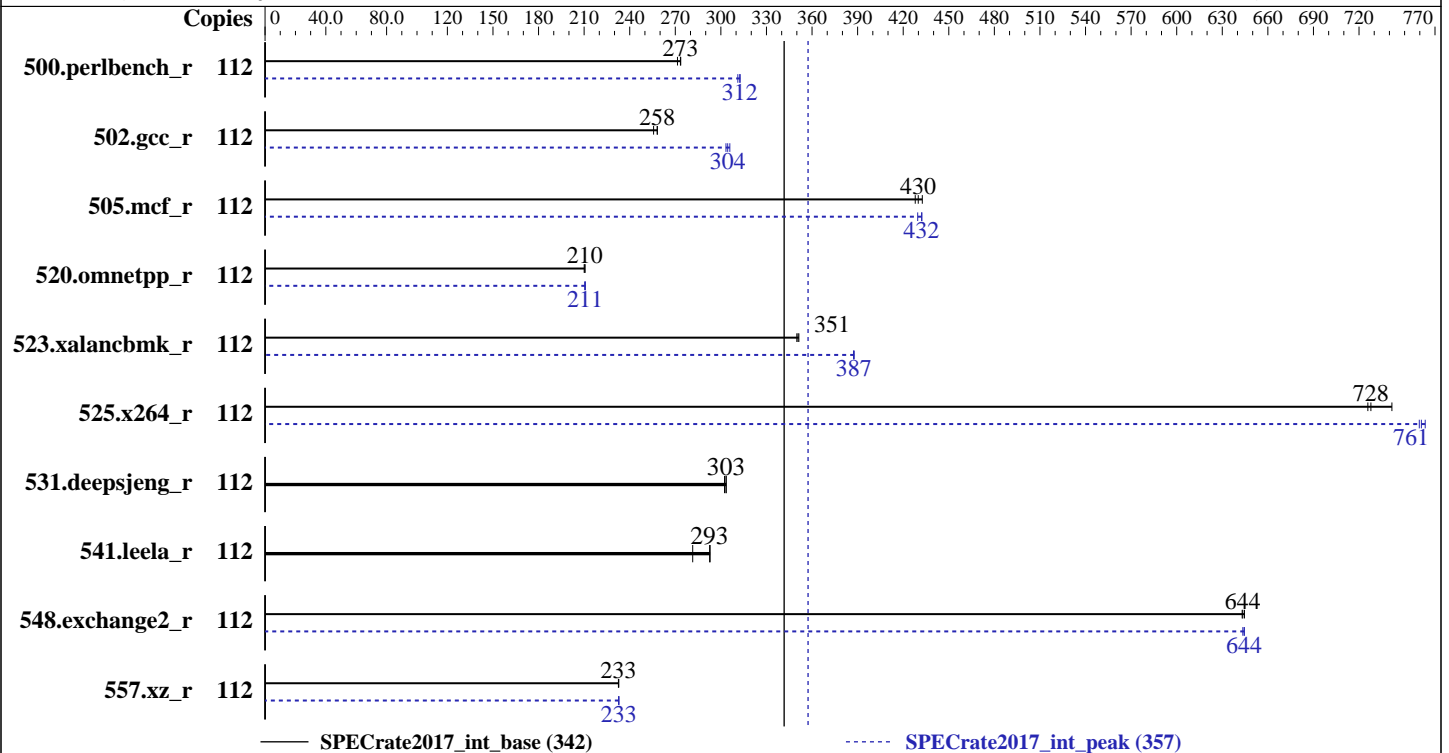 Copies 0 40.0 80.0 120 150 180 210 240 270 300 330 360 390 420 450 480 510 540 570 600 630 660 690 720 770
273
500.perlbench_r 112
312
258
502.gcc_r 112
304
430
505.mcf_r 112
432
210
520.omnetpp_r 112
211
351
523.xalancbmk_r 112
387
728
525.x264_r 112
761
303
531.deepsjeng_r 112
293
541.leela_r 112
644
548.exchange2_r 112
644
233
557.xz_r 112
233
SPECrate2017_int_base (342) SPECrate2017_int_peak (357)